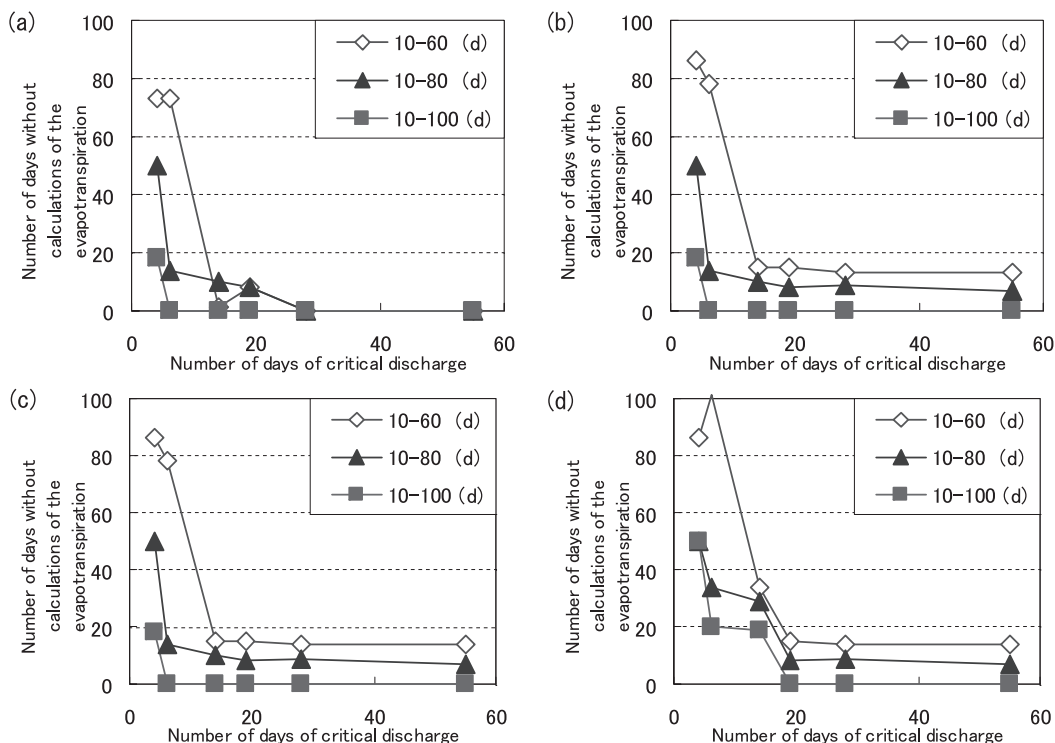 (a)
100
80
60
40
20
0
Number of days without
calculations of the
evapotranspiration
10-60 (d)
10-80 (d)
10-100 (d)
0 20 40 60
Number of days of critical discharge
(b)
100
80
60
40
20
0
Number of days without
calculations of the
evapotranspiration
10-60 (d)
10-80 (d)
10-100 (d)
0 20 40 60
Number of days of critical discharge
(c)
100
80
60
40
20
0
Number of days without
calculations of the
evapotranspiration
10-60 (d)
10-80 (d)
10-100 (d)
0 20 40 60
Number of days of critical discharge
(d)
100
80
60
40
20
0
Number of days without
calculations of the
evapotranspiration
10-60 (d)
10-80 (d)
10-100 (d)
0 20 40 60
Number of days of critical discharge